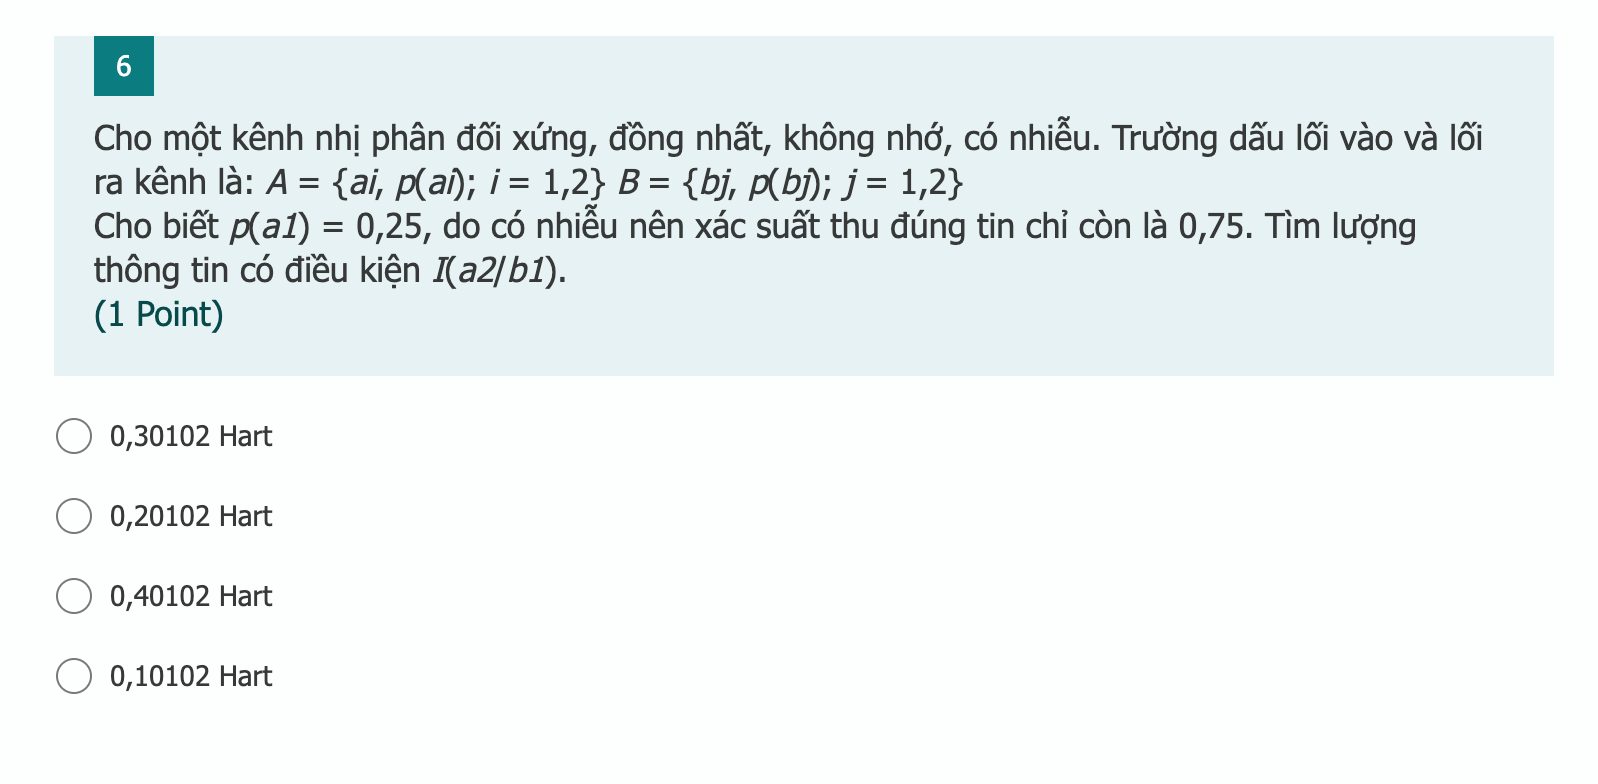 6
Cho một kênh nhị phân đối xứng, đồng nhất, không nhớ, có nhiễu. Trường dấu lối vào và lối
ra kênh là: A = {ai, p(ai); i = 1,2} B = {bj, p(bj); j = 1,2}
Cho biết p(a1) = 0,25, do có nhiễu nên xác suất thu đúng tin chỉ còn là 0,75. Tìm lượng
thông tin có điều kiện I(a2/b1).
(1 Point)
0,30102 Hart
0,20102 Hart
0,40102 Hart
0,10102 Hart